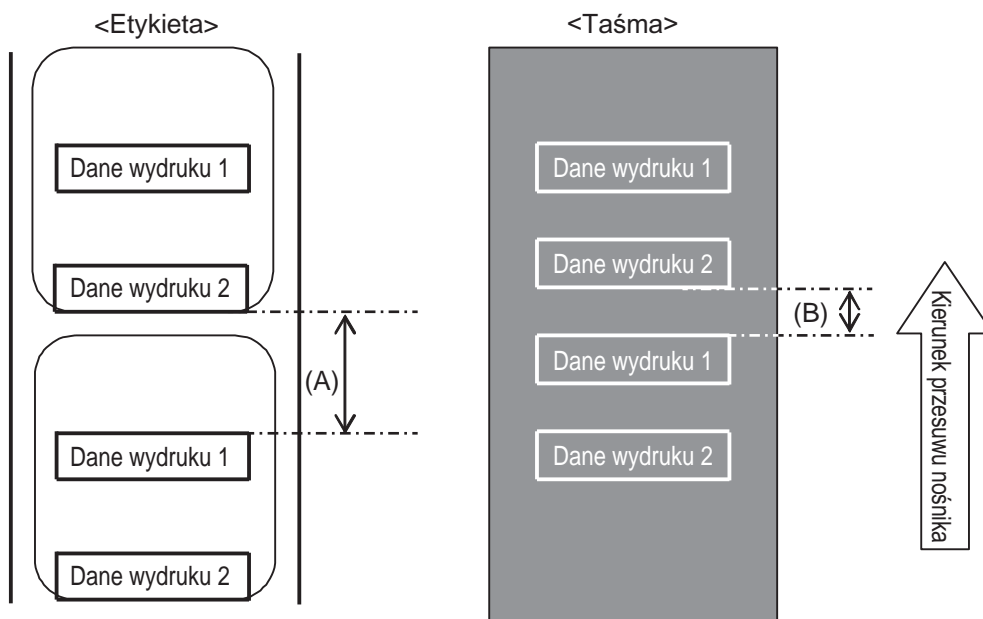 <Etykieta>
Dane wydruku 1
Dane wydruku 2
(A)
Dane wydruku 1
Dane wydruku 2
<Taśma>
Dane wydruku 1
Dane wydruku 2
(B)
Dane wydruku 1
Dane wydruku 2
Kierunek przesuwu nośnika